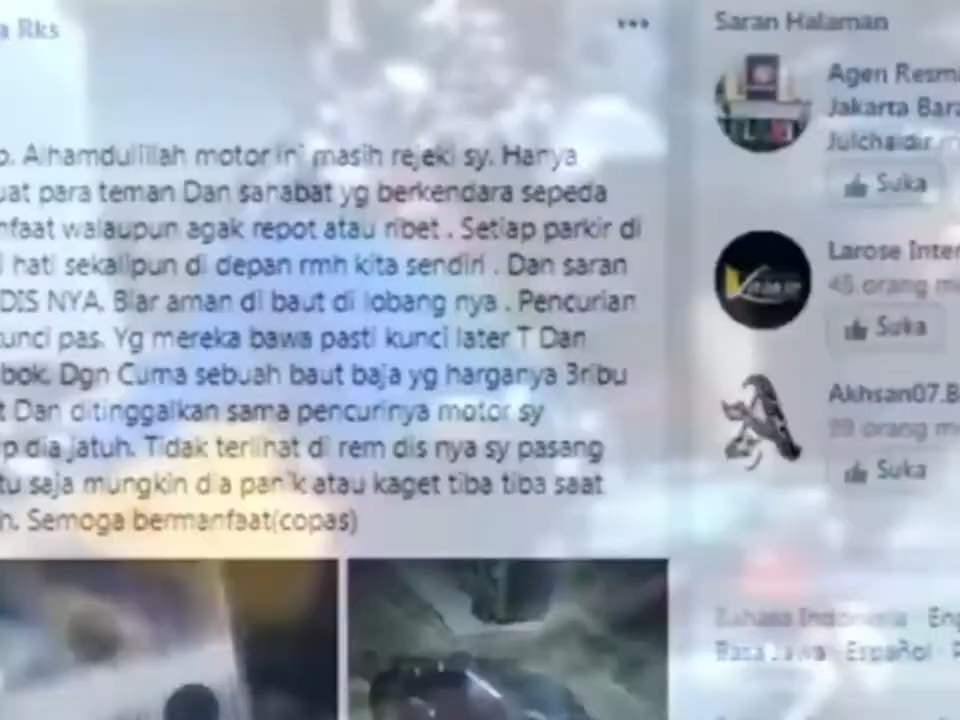 a Rks
•••
o. Alhamdulillah motor ini masih rejeki sy. Hanya
uat para teman Dan sahabat yg berkendara sepeda
nfaat walaupun agak repot atau ribet . Setiap parkir di
i hati sekalipun di depan rmh kita sendiri . Dan saran
DIS NYA. Biar aman di baut di lobang nya . Pencurian
unci pas. Yg mereka bawa pasti kunci later T Dan
bok. Dgn Cuma sebuah baut baja yg harganya 3ribu
t Dan ditinggalkan sama pencurinya motor sy
p dia jatuh. Tidak terlihat di rem dis nya sy pasang
tu saja mungkin dia panik atau kaget tiba tiba saat
h. Semoga bermanfaat(copas)
Saran Halaman
Agen Resmi
Jakarta Bara
Julchaidir
Suka
Larose Inter
45 orang me
Suka
Akhsan07.B
99 orang me
Suka
Bahasa Indonesia · Eng
Basa Jawa · Español · P